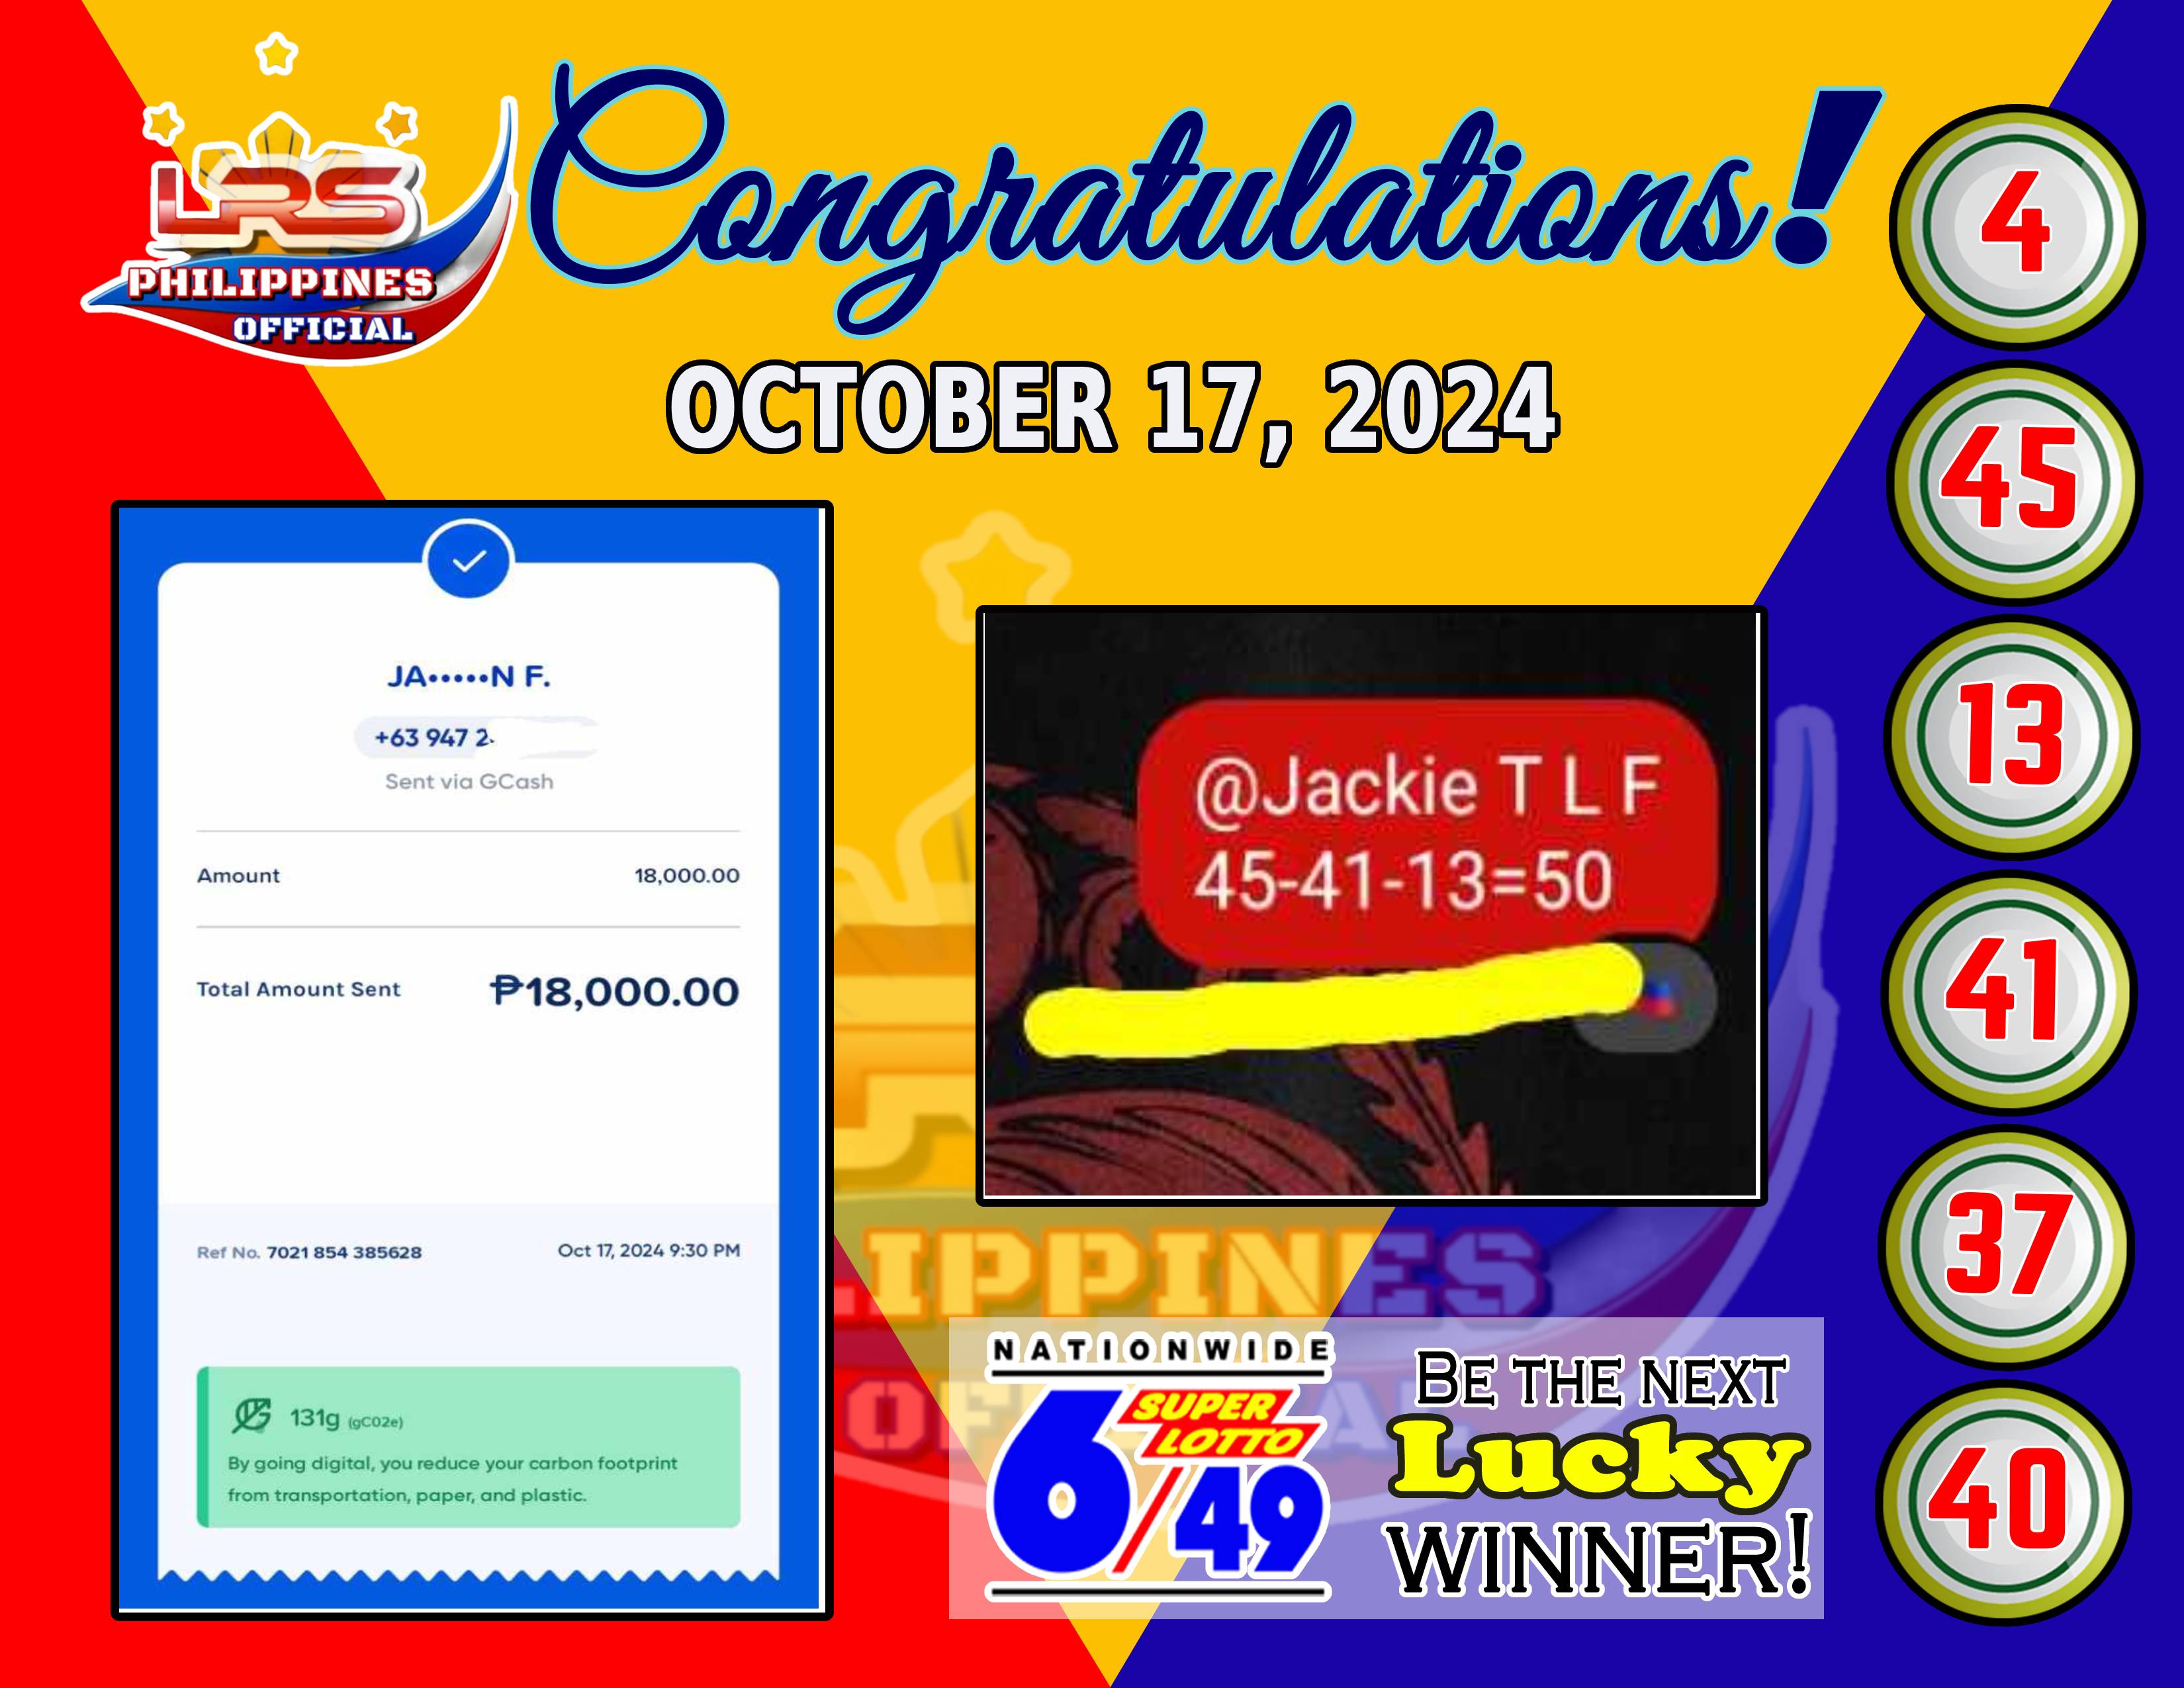 LRS
PHILIPPINES
OFFICIAL
Congratulations!
OCTOBER 17, 2024
JA•••••N F.
+63 947 2
Sent via GCash
Amount 18,000.00
Total Amount Sent ₱18,000.00
Ref No. 7021 854 385628 Oct 17, 2024 9:30 PM
131g (gCO2e)
By going digital, you reduce your carbon footprint
from transportation, paper, and plastic.
@Jackie T L F
45-41-13=50
NATIONWIDE
SUPER
LOTTO
6/49
BE THE NEXT
Lucky
WINNER!
4
45
13
41
37
40